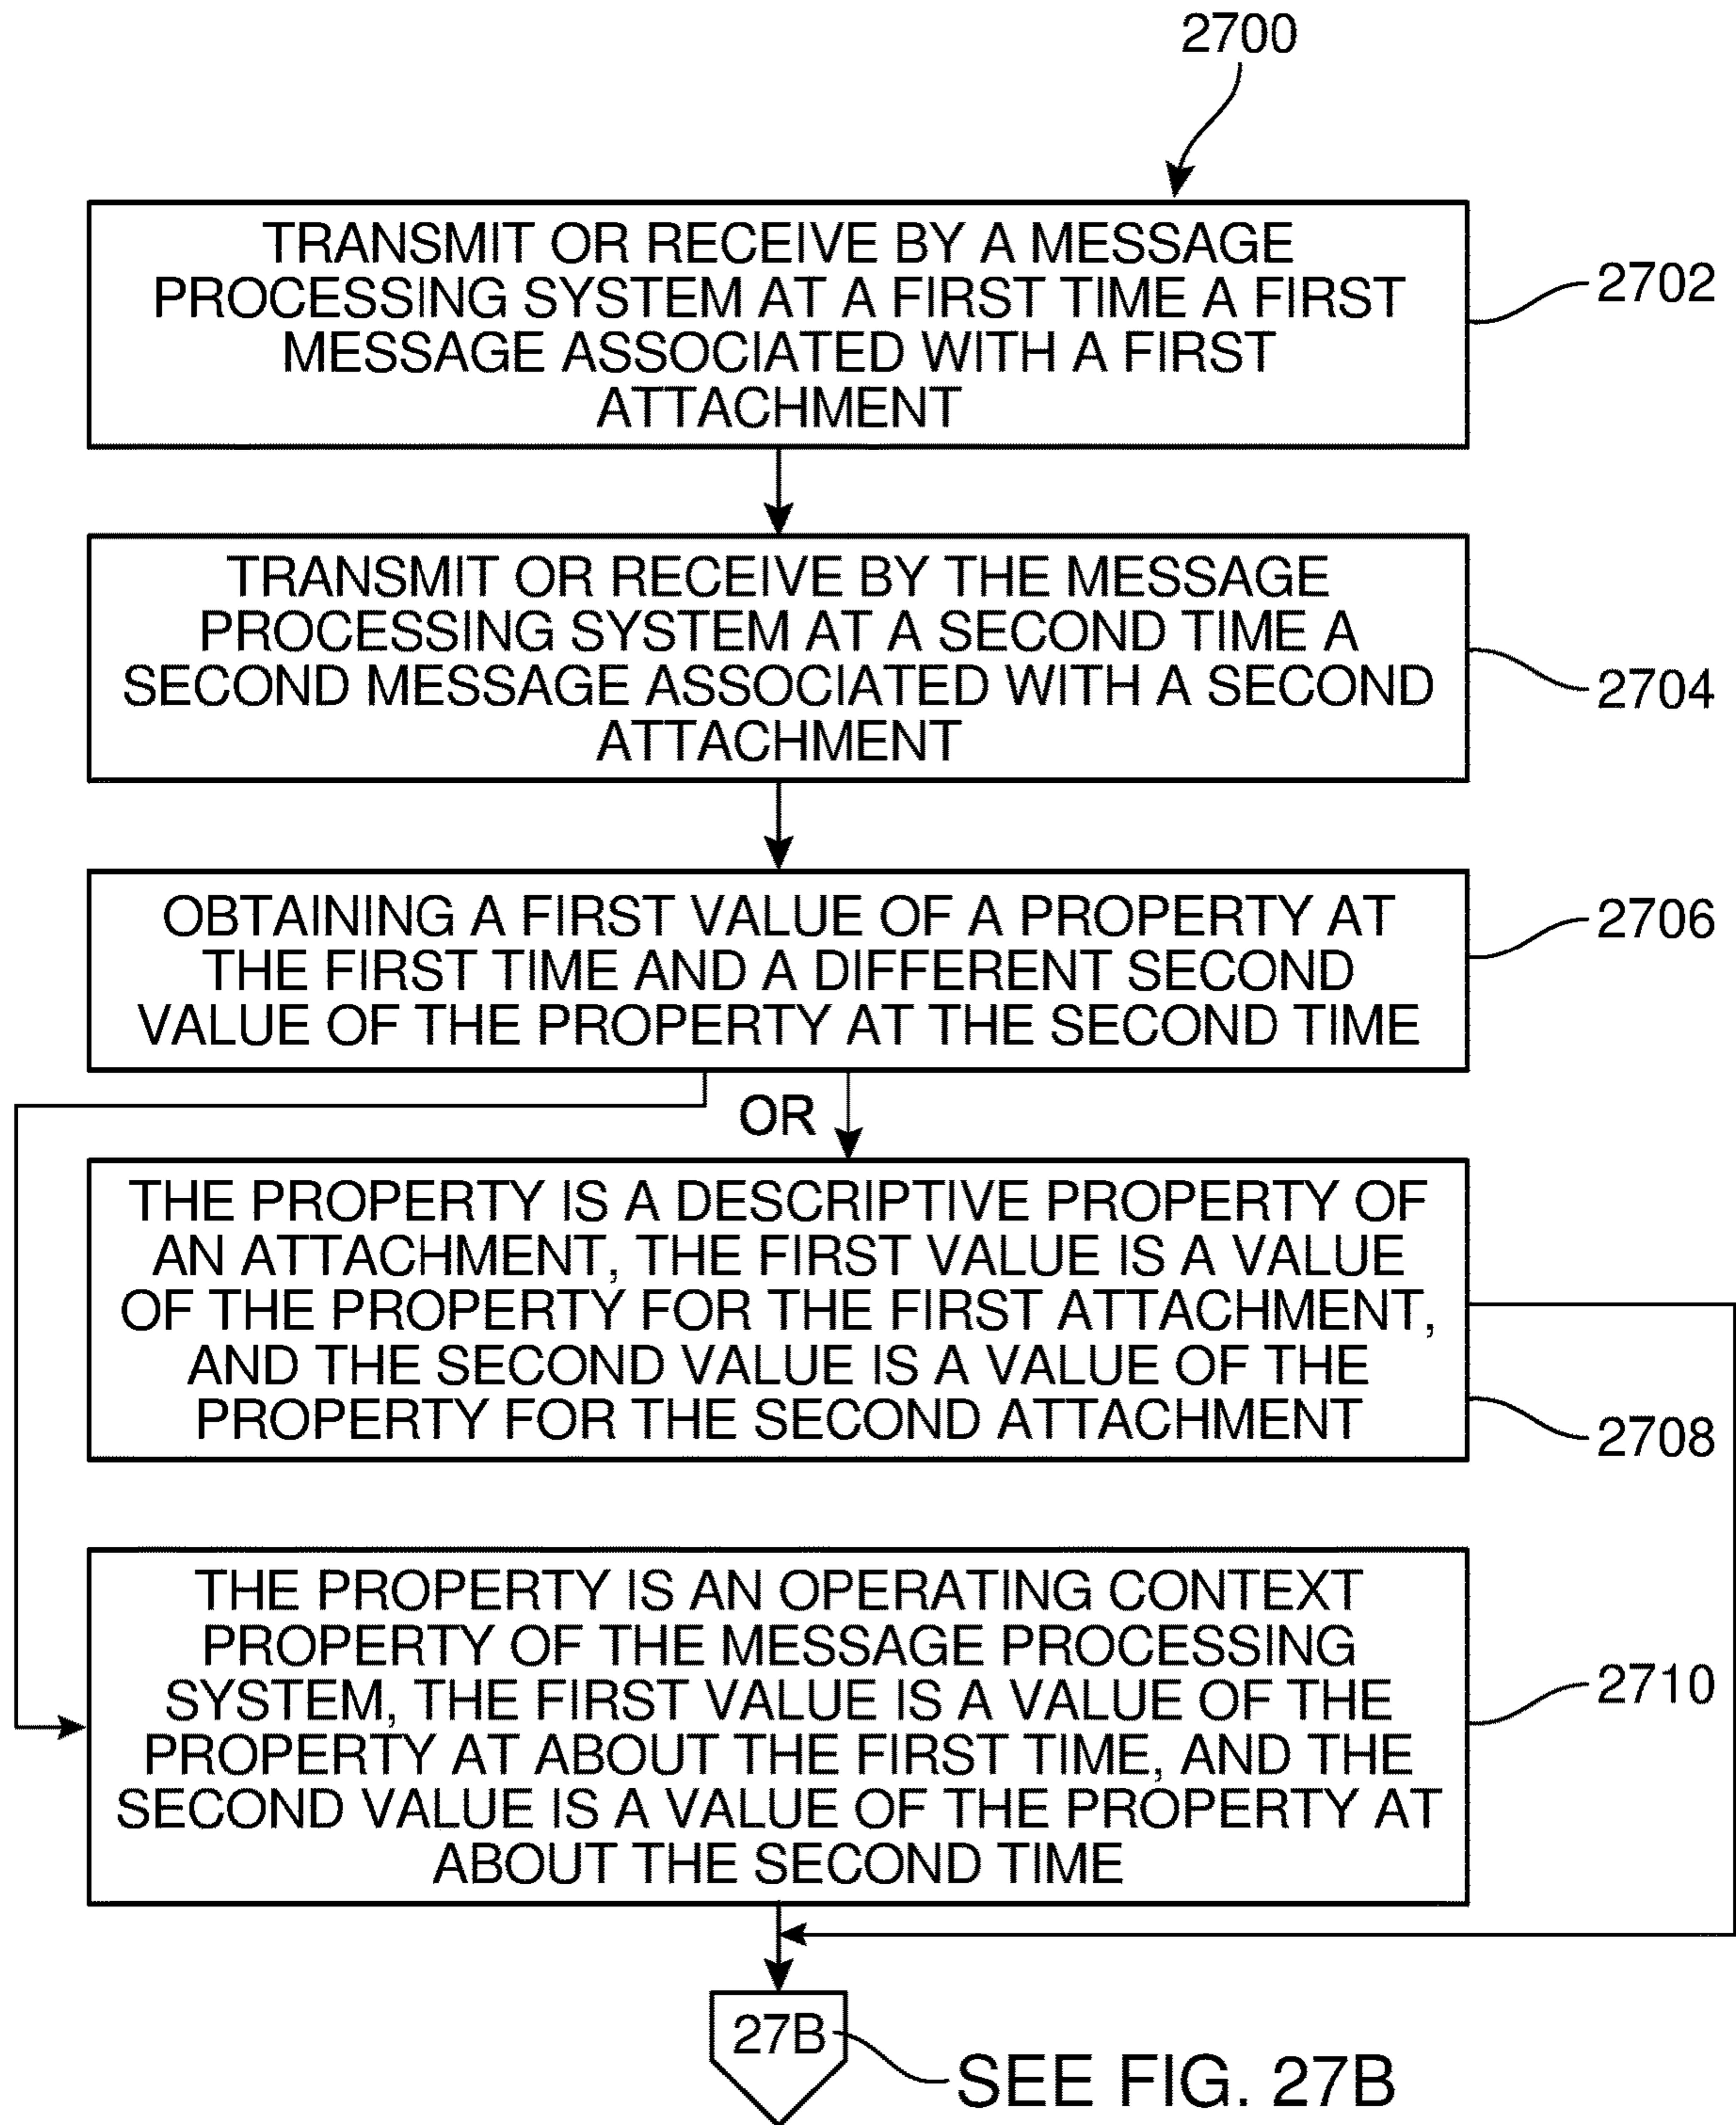 2700
TRANSMIT OR RECEIVE BY A MESSAGE
PROCESSING SYSTEM AT A FIRST TIME A FIRST
MESSAGE ASSOCIATED WITH A FIRST
ATTACHMENT
2702
TRANSMIT OR RECEIVE BY THE MESSAGE
PROCESSING SYSTEM AT A SECOND TIME A
SECOND MESSAGE ASSOCIATED WITH A SECOND
ATTACHMENT
2704
OBTAINING A FIRST VALUE OF A PROPERTY AT
THE FIRST TIME AND A DIFFERENT SECOND
VALUE OF THE PROPERTY AT THE SECOND TIME
2706
OR
THE PROPERTY IS A DESCRIPTIVE PROPERTY OF
AN ATTACHMENT, THE FIRST VALUE IS A VALUE
OF THE PROPERTY FOR THE FIRST ATTACHMENT,
AND THE SECOND VALUE IS A VALUE OF THE
PROPERTY FOR THE SECOND ATTACHMENT
2708
THE PROPERTY IS AN OPERATING CONTEXT
PROPERTY OF THE MESSAGE PROCESSING
SYSTEM, THE FIRST VALUE IS A VALUE OF THE
PROPERTY AT ABOUT THE FIRST TIME, AND THE
SECOND VALUE IS A VALUE OF THE PROPERTY AT
ABOUT THE SECOND TIME
2710
27B
SEE FIG. 27B